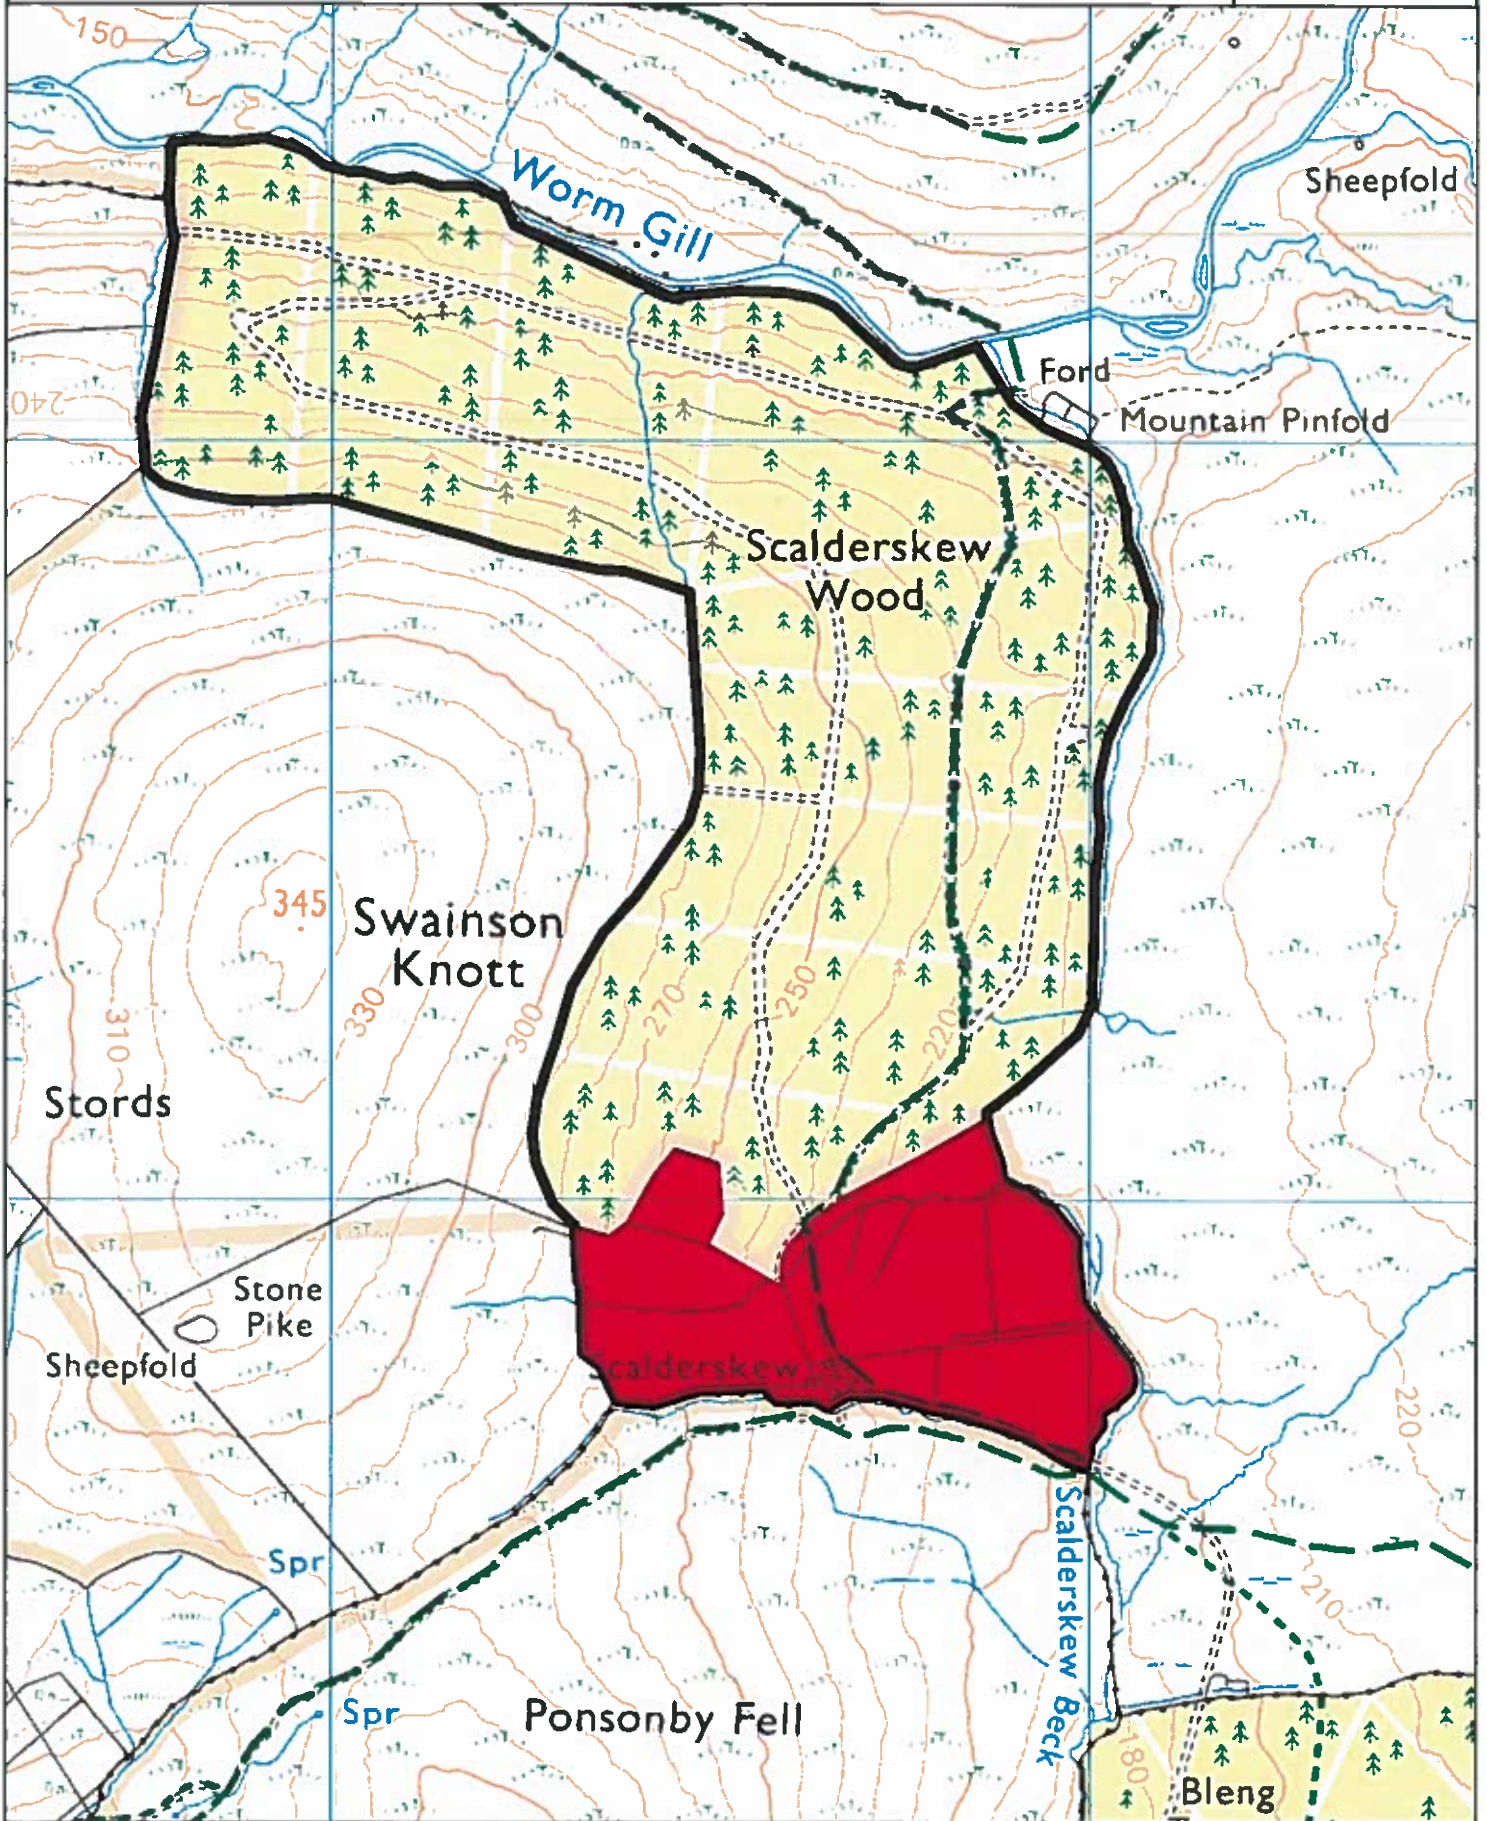 150
Worm Gill
Sheepfold
Ford
Mountain Pinfold
240
Scalderskew
Wood
345
Swainson
Knott
330
310
300
270
250
220
Stords
Stone
Pike
Sheepfold
Scalderskew
220
Scalderskew Beck
Spr
210
Spr
Ponsonby Fell
180
Bleng